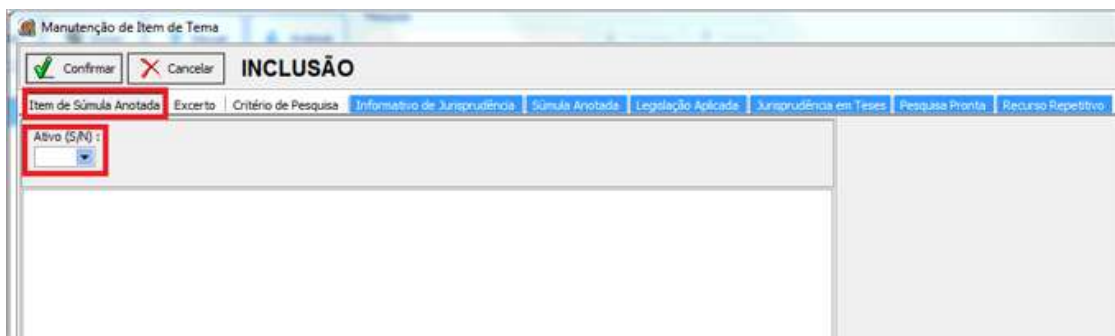 Manutenção de Item de Tema
Confirmar Cancelar INCLUSÃO
Item de Súmula Anotada Excerto Critério de Pesquisa Informativo de Jurisprudência Súmula Anotada Legislação Aplicada Jurisprudência em Teses Pesquisa Pronta Recurso Repetitivo
Ativo (S/N) :